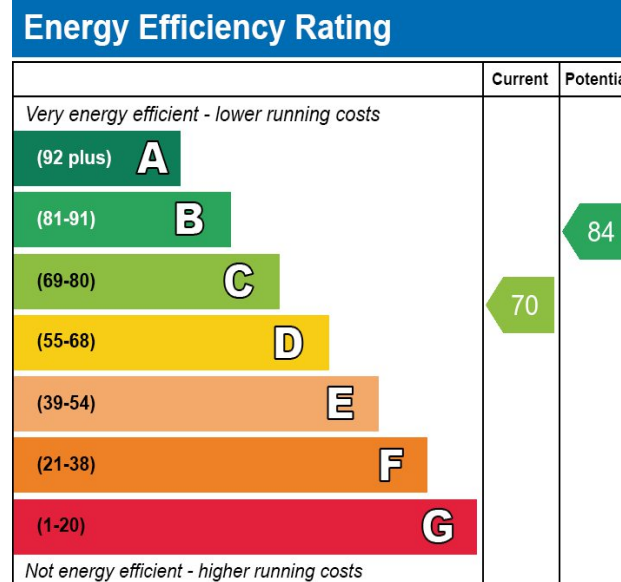 Energy Efficiency Rating
Current Potentia
Very energy efficient - lower running costs
(92 plus) A
(81-91) B
84
(69-80) C
70
(55-68) D
(39-54) E
(21-38) F
(1-20) G
Not energy efficient - higher running costs